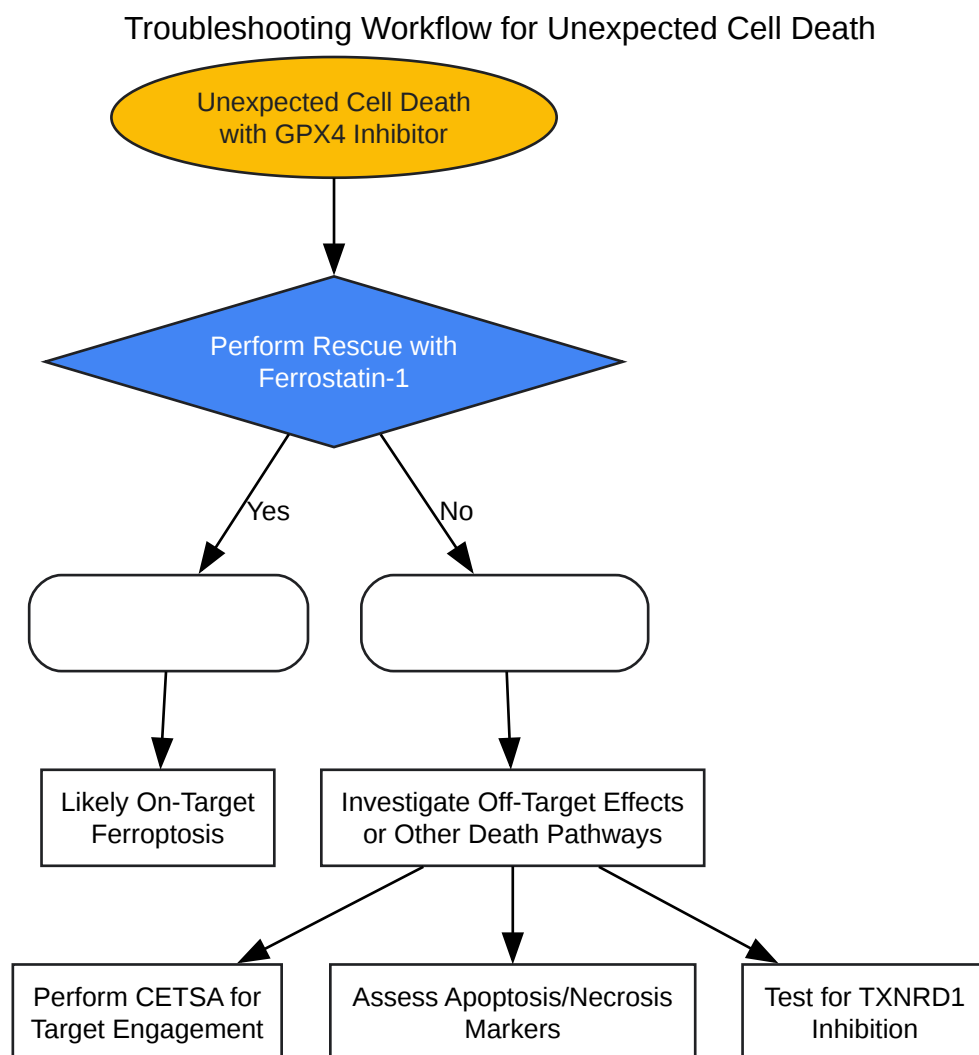 Troubleshooting Workflow for Unexpected Cell Death
Unexpected Cell Death
with GPX4 Inhibitor
Perform Rescue with
Ferrostatin-1
Yes
No
Likely On-Target
Ferroptosis
Investigate Off-Target Effects
or Other Death Pathways
Perform CETSA for
Target Engagement
Assess Apoptosis/Necrosis
Markers
Test for TXNRD1
Inhibition